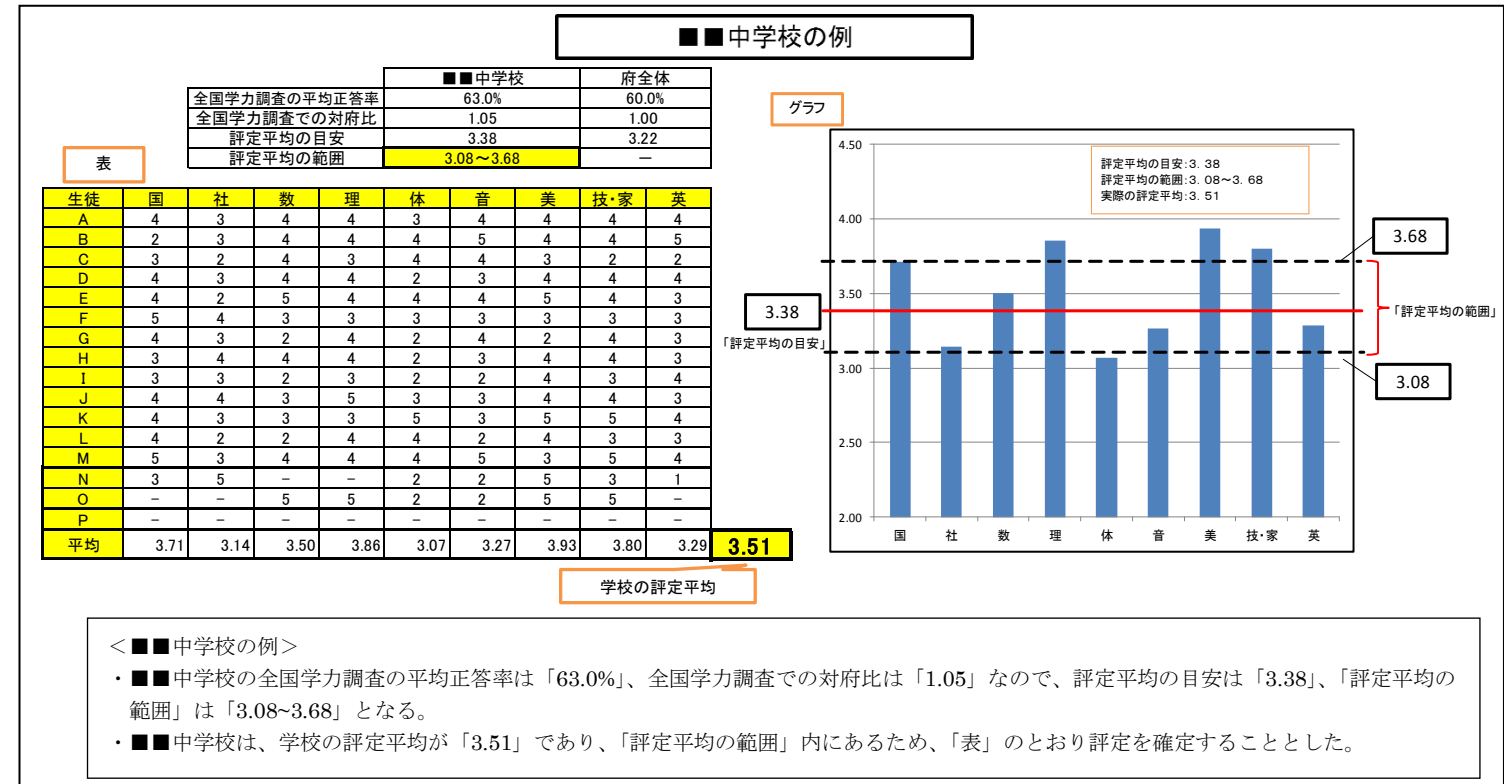 ■■中学校の例
■■中学校 府全体
全国学力調査の平均正答率 63.0% 60.0%
全国学力調査での対府比 1.05 1.00
評定平均の目安 3.38 3.22
評定平均の範囲 3.08～3.68 －
表
生徒 国 社 数 理 体 音 美 技・家 英
A 4 3 4 4 3 4 4 4 4
B 2 3 4 4 4 5 4 4 5
C 3 2 4 3 4 4 3 2 2
D 4 3 4 4 2 3 4 4 4
E 4 2 5 4 4 4 5 4 3
F 5 4 3 3 3 3 3 3 3
G 4 3 2 4 2 4 2 4 3
H 3 4 4 4 2 3 4 4 3
I 3 3 2 3 2 2 4 3 4
J 4 4 3 5 3 3 4 4 3
K 4 3 3 3 5 3 5 5 4
L 4 2 2 4 4 2 4 3 3
M 5 3 4 4 4 5 3 5 4
N 3 5 － － 2 2 5 3 1
O － － 5 5 2 2 5 5 －
P － － － － － － － － －
平均 3.71 3.14 3.50 3.86 3.07 3.27 3.93 3.80 3.29 3.51
学校の評定平均
グラフ
評定平均の目安：3．38
評定平均の範囲：3．08～3．68
実際の評定平均：3．51
4.50
4.00
3.50
3.00
2.50
2.00
国 社 数 理 体 音 美 技・家 英
3.68
「評定平均の範囲」
3.38
「評定平均の目安」
3.08
＜■■中学校の例＞
・■■中学校の全国学力調査の平均正答率は「63.0%」、全国学力調査での対府比は「1.05」なので、評定平均の目安は「3.38」、「評定平均の
範囲」は「3.08~3.68」となる。
・■■中学校は、学校の評定平均が「3.51」であり、「評定平均の範囲」内にあるため、「表」のとおり評定を確定することとした。